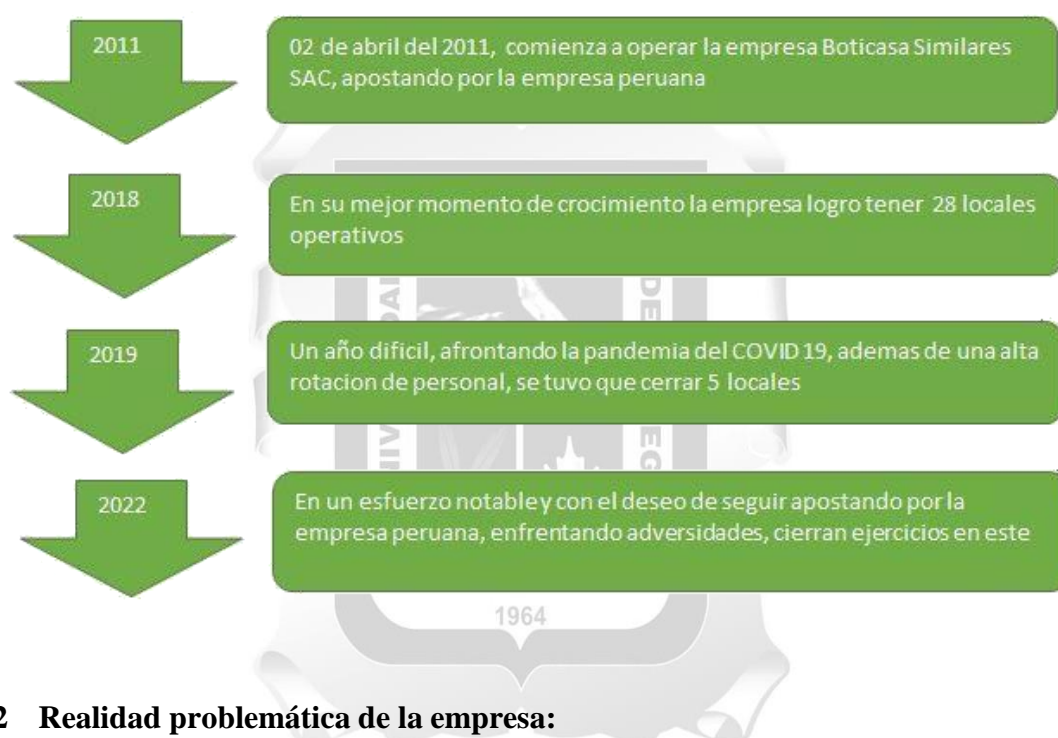 2011
02 de abril del 2011, comienza a operar la empresa Boticasa Similares
SAC, apostando por la empresa peruana
2018
En su mejor momento de crocimiento la empresa logro tener 28 locales
operativos
2019
Un año dificil, afrontando la pandemia del COVID 19, ademas de una alta
rotacion de personal, se tuvo que cerrar 5 locales
2022
En un esfuerzo notable y con el deseo de seguir apostando por la
empresa peruana, enfrentando adversidades, cierran ejercicios en este
1964
2 Realidad problemática de la empresa: